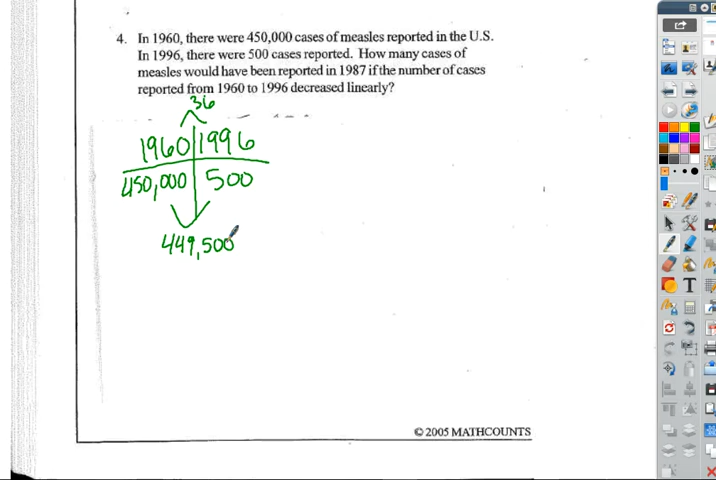 4. In 1960, there were 450,000 cases of measles reported in the U.S.
In 1996, there were 500 cases reported. How many cases of
measles would have been reported in 1987 if the number of cases
reported from 1960 to 1996 decreased linearly?
36
1960 1996
450,000 500
449,500
© 2005 MATHCOUNTS